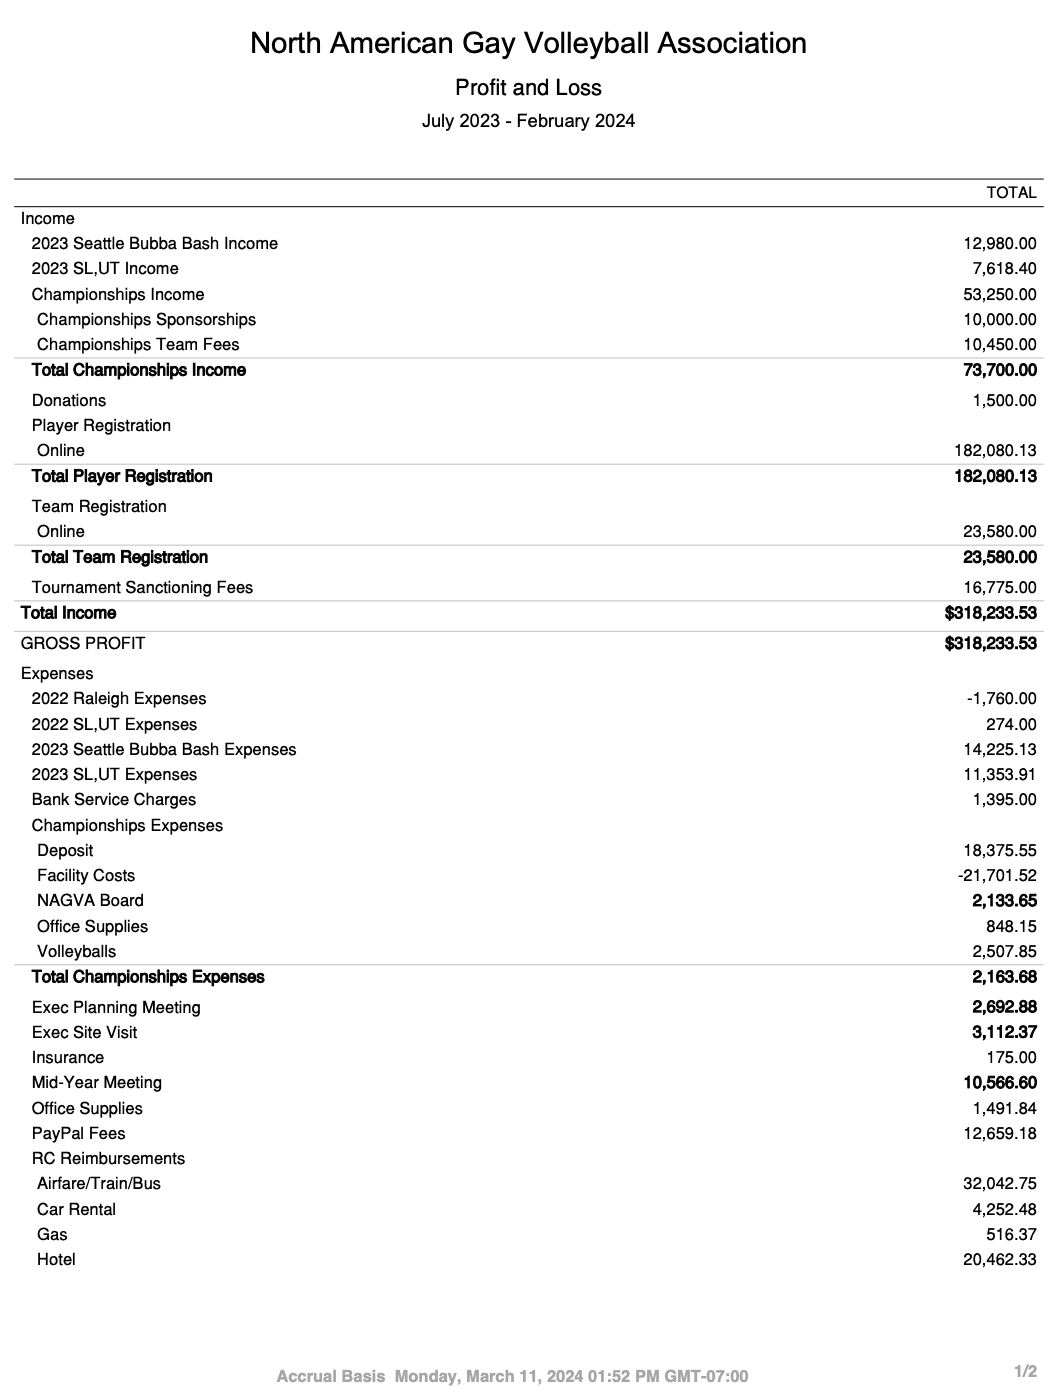 North American Gay Volleyball Association
Profit and Loss
July 2023 - February 2024
TOTAL
Income
2023 Seattle Bubba Bash Income 12,980.00
2023 SL,UT Income 7,618.40
Championships Income 53,250.00
Championships Sponsorships 10,000.00
Championships Team Fees 10,450.00
Total Championships Income 73,700.00
Donations 1,500.00
Player Registration
Online 182,080.13
Total Player Registration 182,080.13
Team Registration
Online 23,580.00
Total Team Registration 23,580.00
Tournament Sanctioning Fees 16,775.00
Total Income $318,233.53
GROSS PROFIT $318,233.53
Expenses
2022 Raleigh Expenses -1,760.00
2022 SL,UT Expenses 274.00
2023 Seattle Bubba Bash Expenses 14,225.13
2023 SL,UT Expenses 11,353.91
Bank Service Charges 1,395.00
Championships Expenses
Deposit 18,375.55
Facility Costs -21,701.52
NAGVA Board 2,133.65
Office Supplies 848.15
Volleyballs 2,507.85
Total Championships Expenses 2,163.68
Exec Planning Meeting 2,692.88
Exec Site Visit 3,112.37
Insurance 175.00
Mid-Year Meeting 10,566.60
Office Supplies 1,491.84
PayPal Fees 12,659.18
RC Reimbursements
Airfare/Train/Bus 32,042.75
Car Rental 4,252.48
Gas 516.37
Hotel 20,462.33
Accrual Basis Monday, March 11, 2024 01:52 PM GMT-07:00 1/2